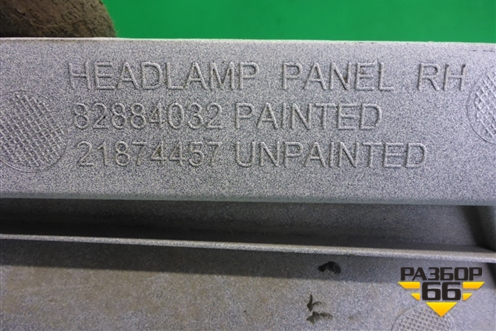 HEADLAMP PANEL RH
82884032 PAINTED
21874457 UNPAINTED
РАЗБОР
66